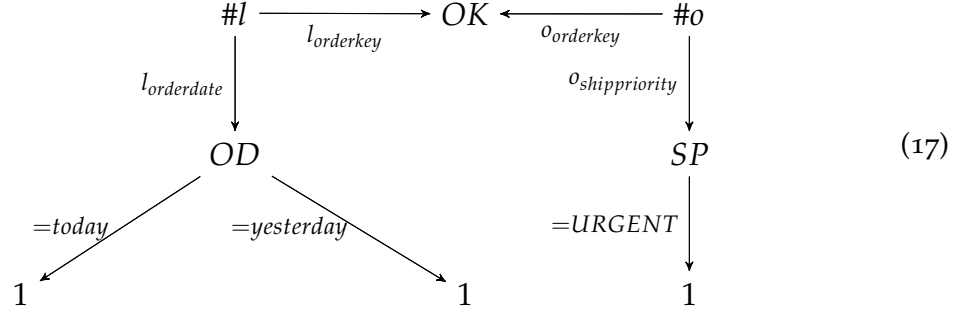 #l OK #o
l_orderkey o_orderkey
l_orderdate o_shippriority
OD SP (17)
=today =yesterday =URGENT
1 1 1